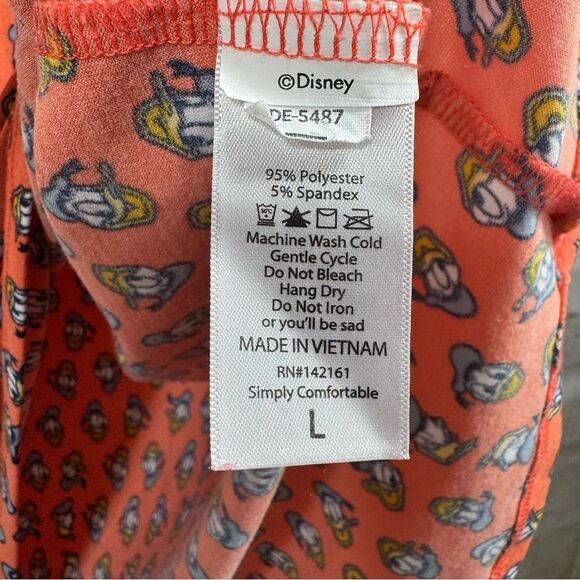 ©Disney
DE-5487
95% Polyester
5% Spandex
Machine Wash Cold
Gentle Cycle
Do Not Bleach
Hang Dry
Do Not Iron
or you'll be sad
MADE IN VIETNAM
RN#142161
Simply Comfortable
L